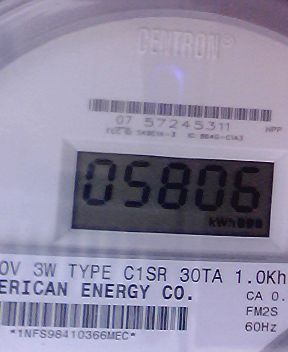 CENTRON
07 57245311 NPP
05806
kWh
0V 3W TYPE C1SR 30TA 1.0Kh
ERICAN ENERGY CO. CA 0.
FM2S
*1NFS98410366MEC* 60Hz